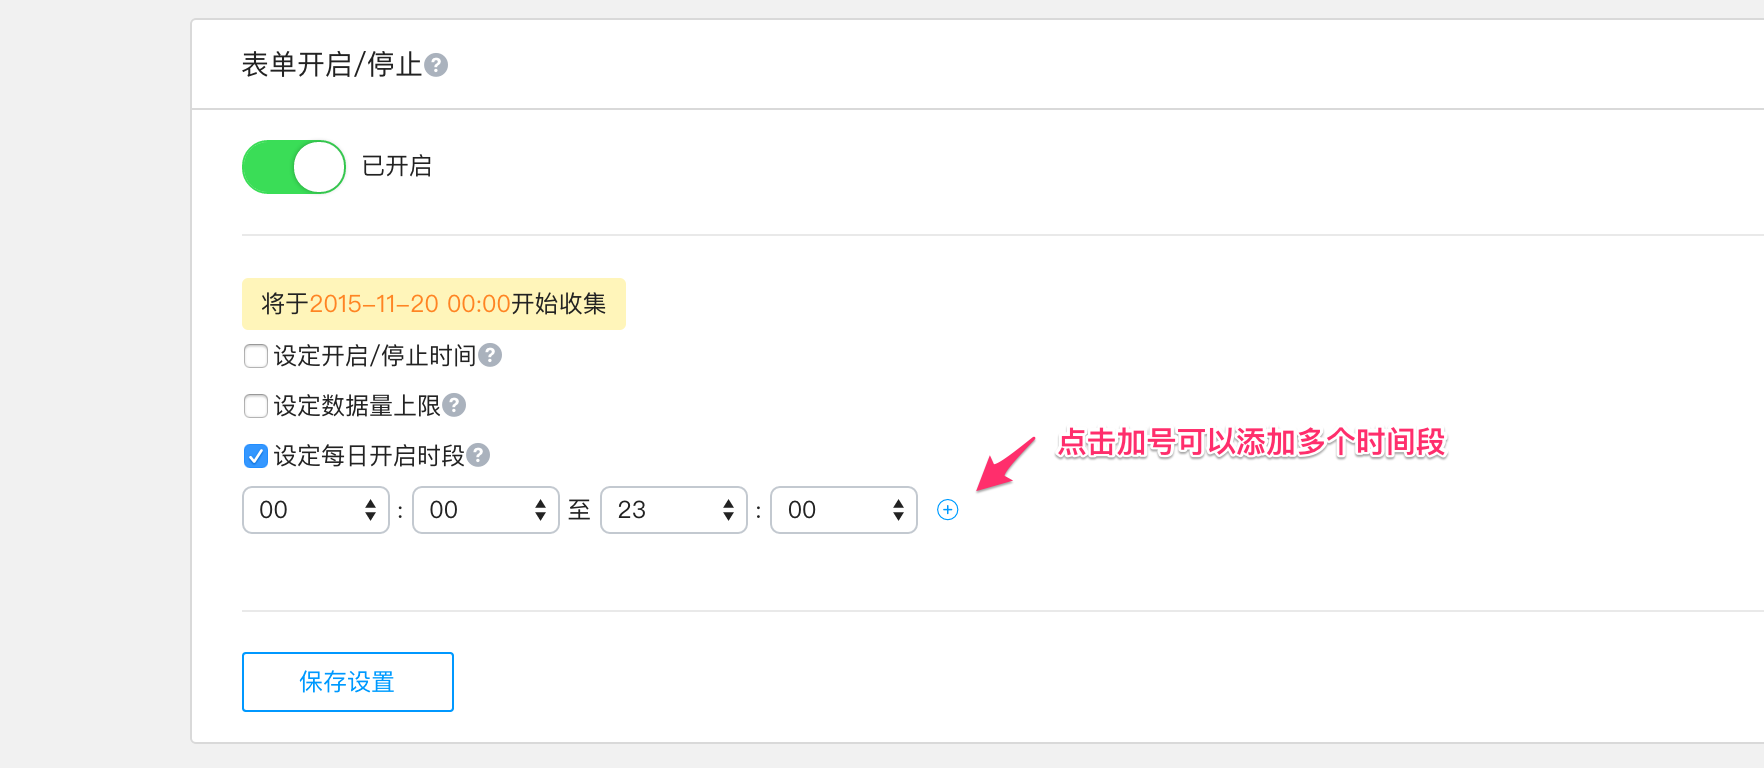 表单开启/停止?
已开启
将于2015-11-20 00:00开始收集
设定开启/停止时间?
设定数据量上限?
设定每日开启时段?
点击加号可以添加多个时间段
00 : 00 至 23 : 00
保存设置